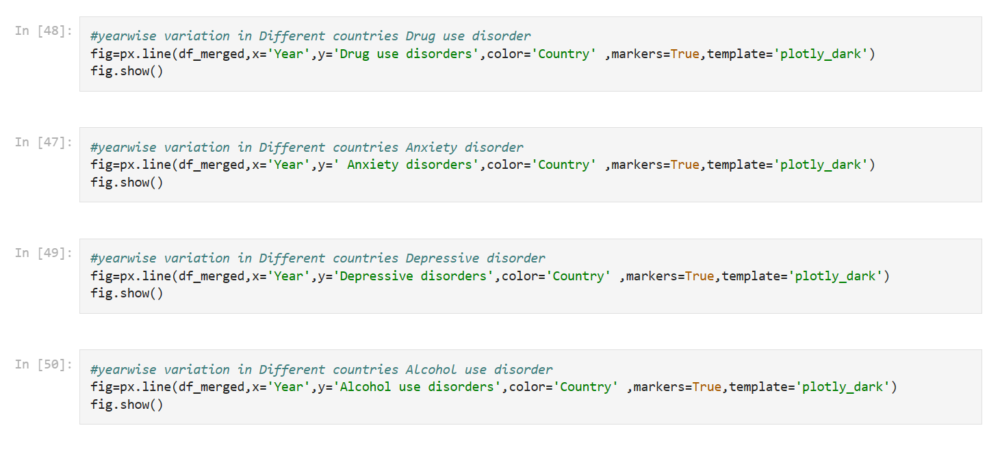 In [48]:
#yearwise variation in Different countries Drug use disorder
fig=px.line(df_merged,x='Year',y='Drug use disorders',color='Country' ,markers=True,template='plotly_dark')
fig.show()
In [47]:
#yearwise variation in Different countries Anxiety disorder
fig=px.line(df_merged,x='Year',y=' Anxiety disorders',color='Country' ,markers=True,template='plotly_dark')
fig.show()
In [49]:
#yearwise variation in Different countries Depressive disorder
fig=px.line(df_merged,x='Year',y='Depressive disorders',color='Country' ,markers=True,template='plotly_dark')
fig.show()
In [50]:
#yearwise variation in Different countries Alcohol use disorder
fig=px.line(df_merged,x='Year',y='Alcohol use disorders',color='Country' ,markers=True,template='plotly_dark')
fig.show()